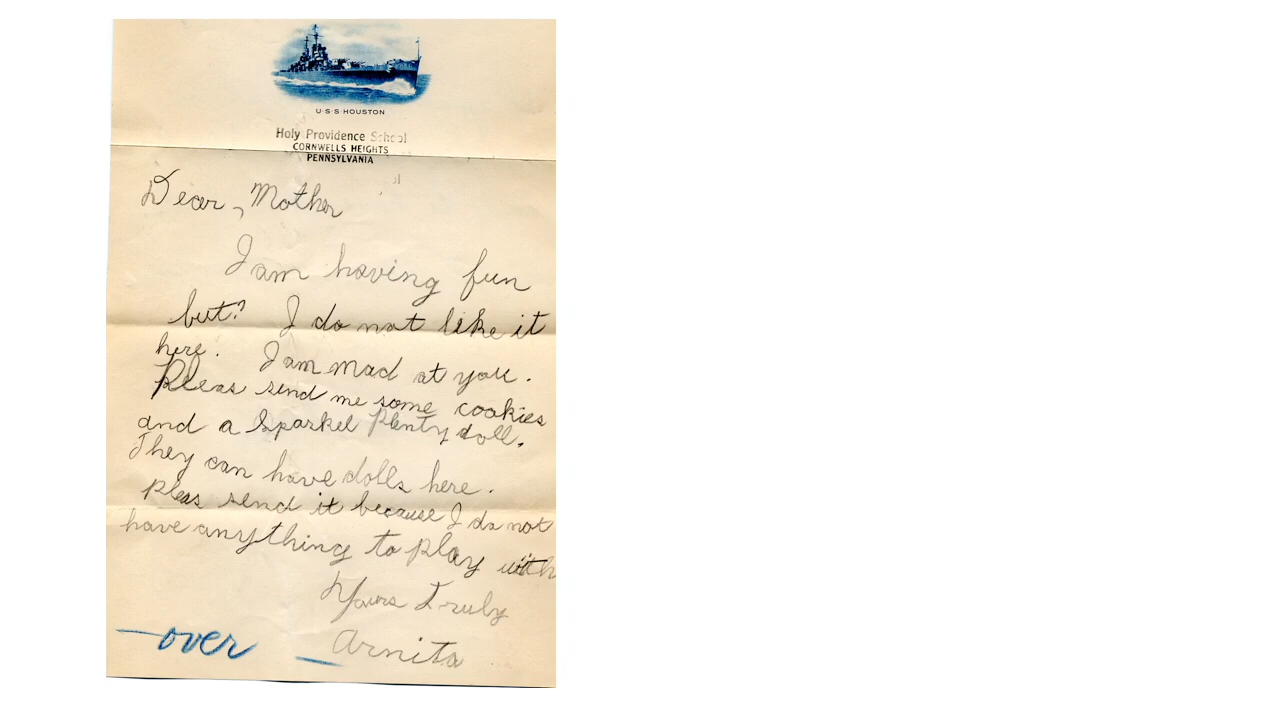 U·S·S·HOUSTON
Holy Providence School
CORNWELLS HEIGHTS
PENNSYLVANIA
Dear, Mother
I am having fun
but? I do not like it
here. I am mad at you.
Pleas send me some cookies
and a Sparkel Plenty doll.
They can have dolls here.
Pleas send it because I do not
have anything to play with
Yours Truly
Arnita
over